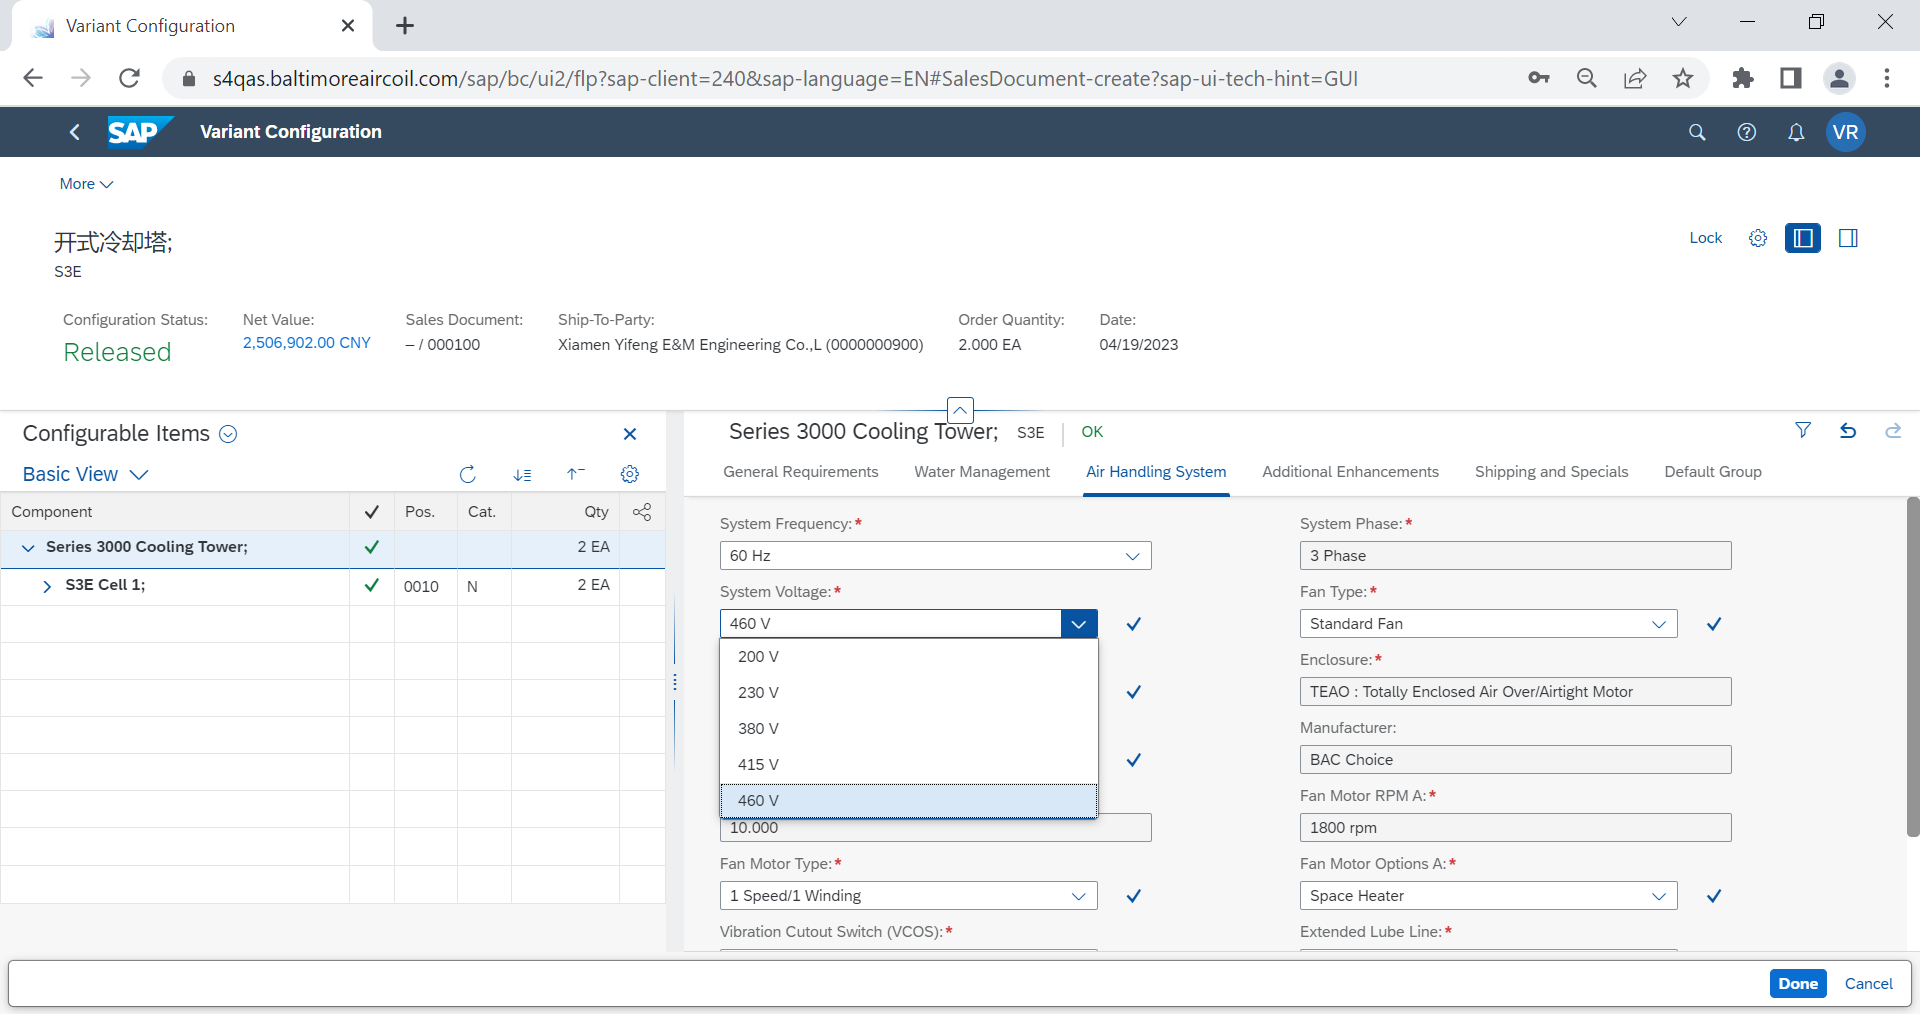 Variant Configuration
s4qas.baltimoreaircoil.com/sap/bc/ui2/flp?sap-client=240&sap-language=EN#SalesDocument-create?sap-ui-tech-hint=GUI
SAP
Variant Configuration
VR
More
开式冷却塔;
S3E
Lock
Configuration Status:
Released
Net Value:
2,506,902.00 CNY
Sales Document:
– / 000100
Ship-To-Party:
Xiamen Yifeng E&M Engineering Co.,L (0000000900)
Order Quantity:
2.000 EA
Date:
04/19/2023
Configurable Items
Basic View
Component Pos. Cat. Qty
Series 3000 Cooling Tower; 2 EA
S3E Cell 1; 0010 N 2 EA
Series 3000 Cooling Tower; S3E OK
General Requirements Water Management Air Handling System Additional Enhancements Shipping and Specials Default Group
System Frequency:*
60 Hz
System Phase:*
3 Phase
System Voltage:*
460 V
200 V
230 V
380 V
415 V
460 V
Fan Type:*
Standard Fan
Enclosure:*
TEAO : Totally Enclosed Air Over/Airtight Motor
Manufacturer:
BAC Choice
10.000
Fan Motor RPM A:*
1800 rpm
Fan Motor Type:*
1 Speed/1 Winding
Fan Motor Options A:*
Space Heater
Vibration Cutout Switch (VCOS):*
Extended Lube Line:*
Done Cancel